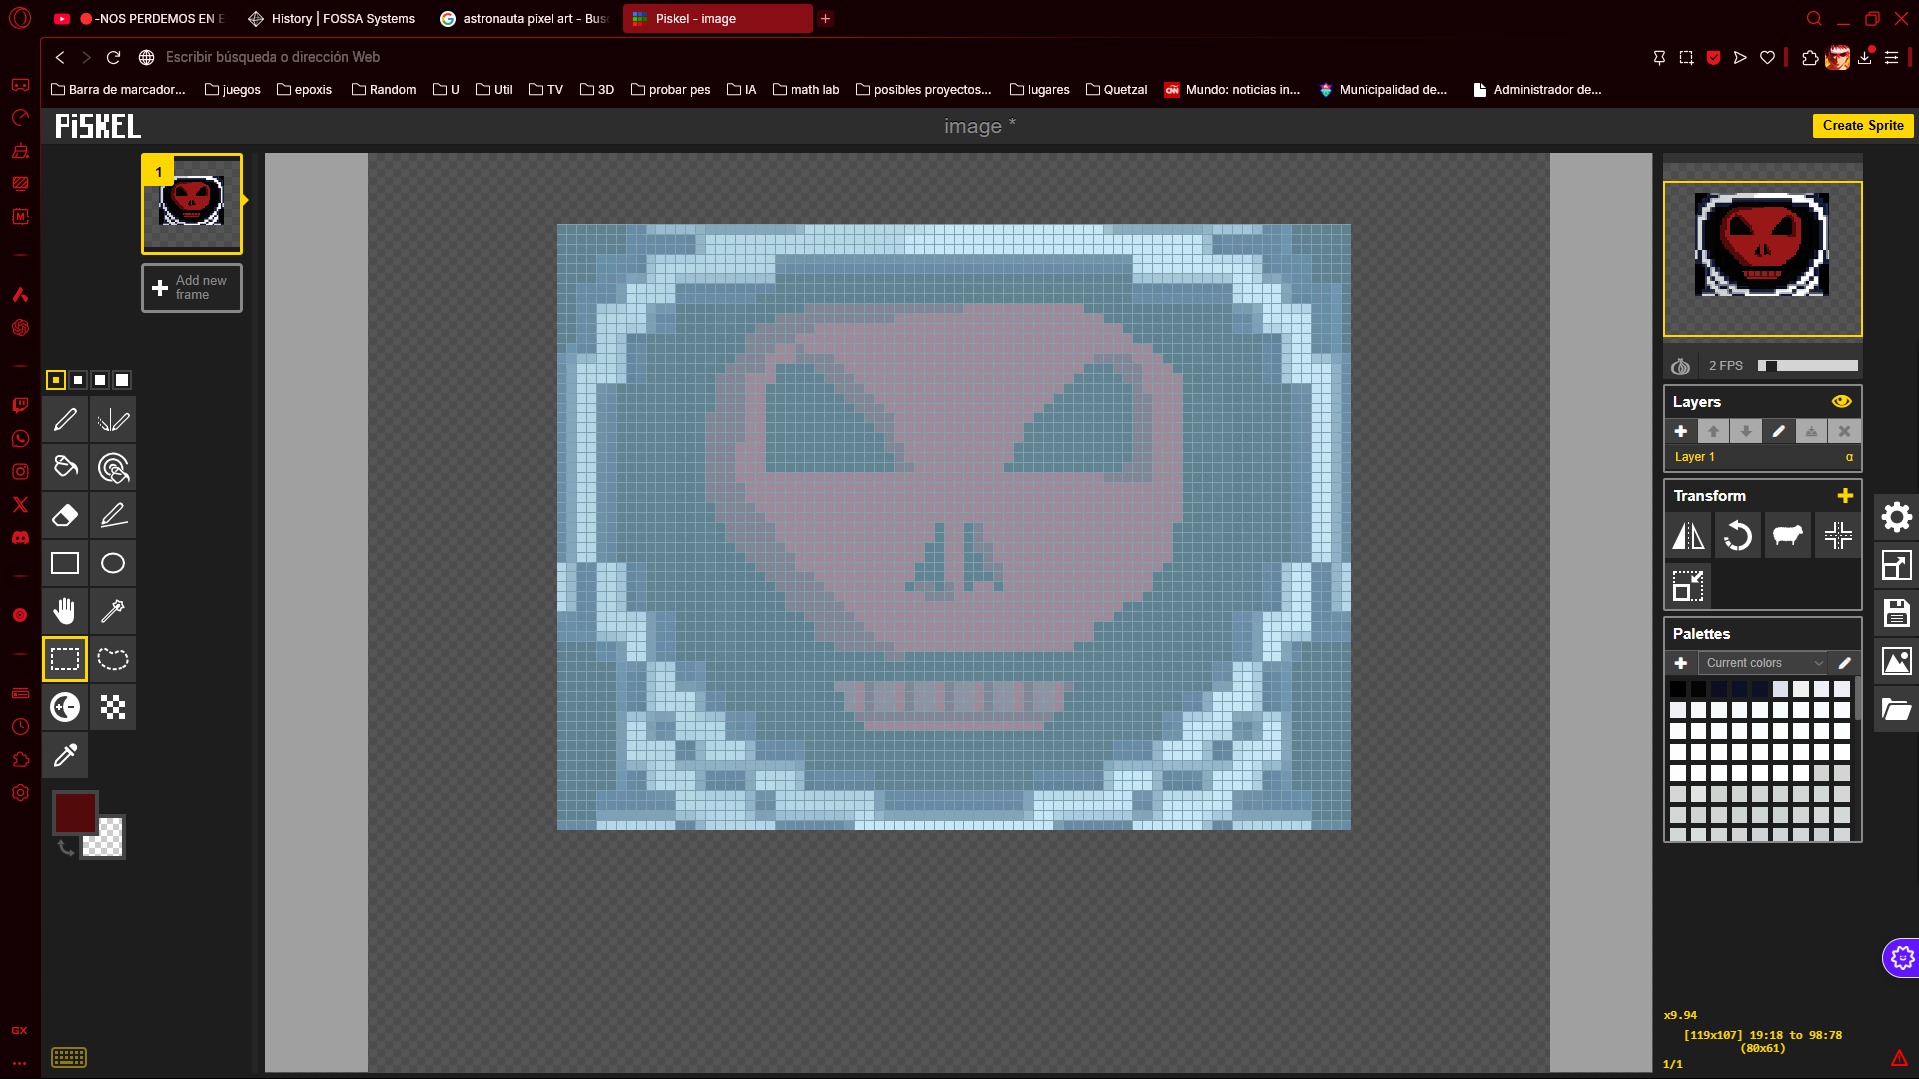 -NOS PERDEMOS EN E
History | FOSSA Systems
astronauta pixel art - Bus
Piskel - image
Escribir búsqueda o dirección Web
Barra de marcador...
juegos
epoxis
Random
U
Util
TV
3D
probar pes
IA
math lab
posibles proyectos...
lugares
Quetzal
Mundo: noticias in...
Municipalidad de...
Administrador de...
PiSKEL
image *
Create Sprite
1
Add new
frame
2 FPS
Layers
Layer 1
α
Transform
Palettes
Current colors
x9.94
[119x107] 19:18 to 98:78
(80x61)
1/1
GX